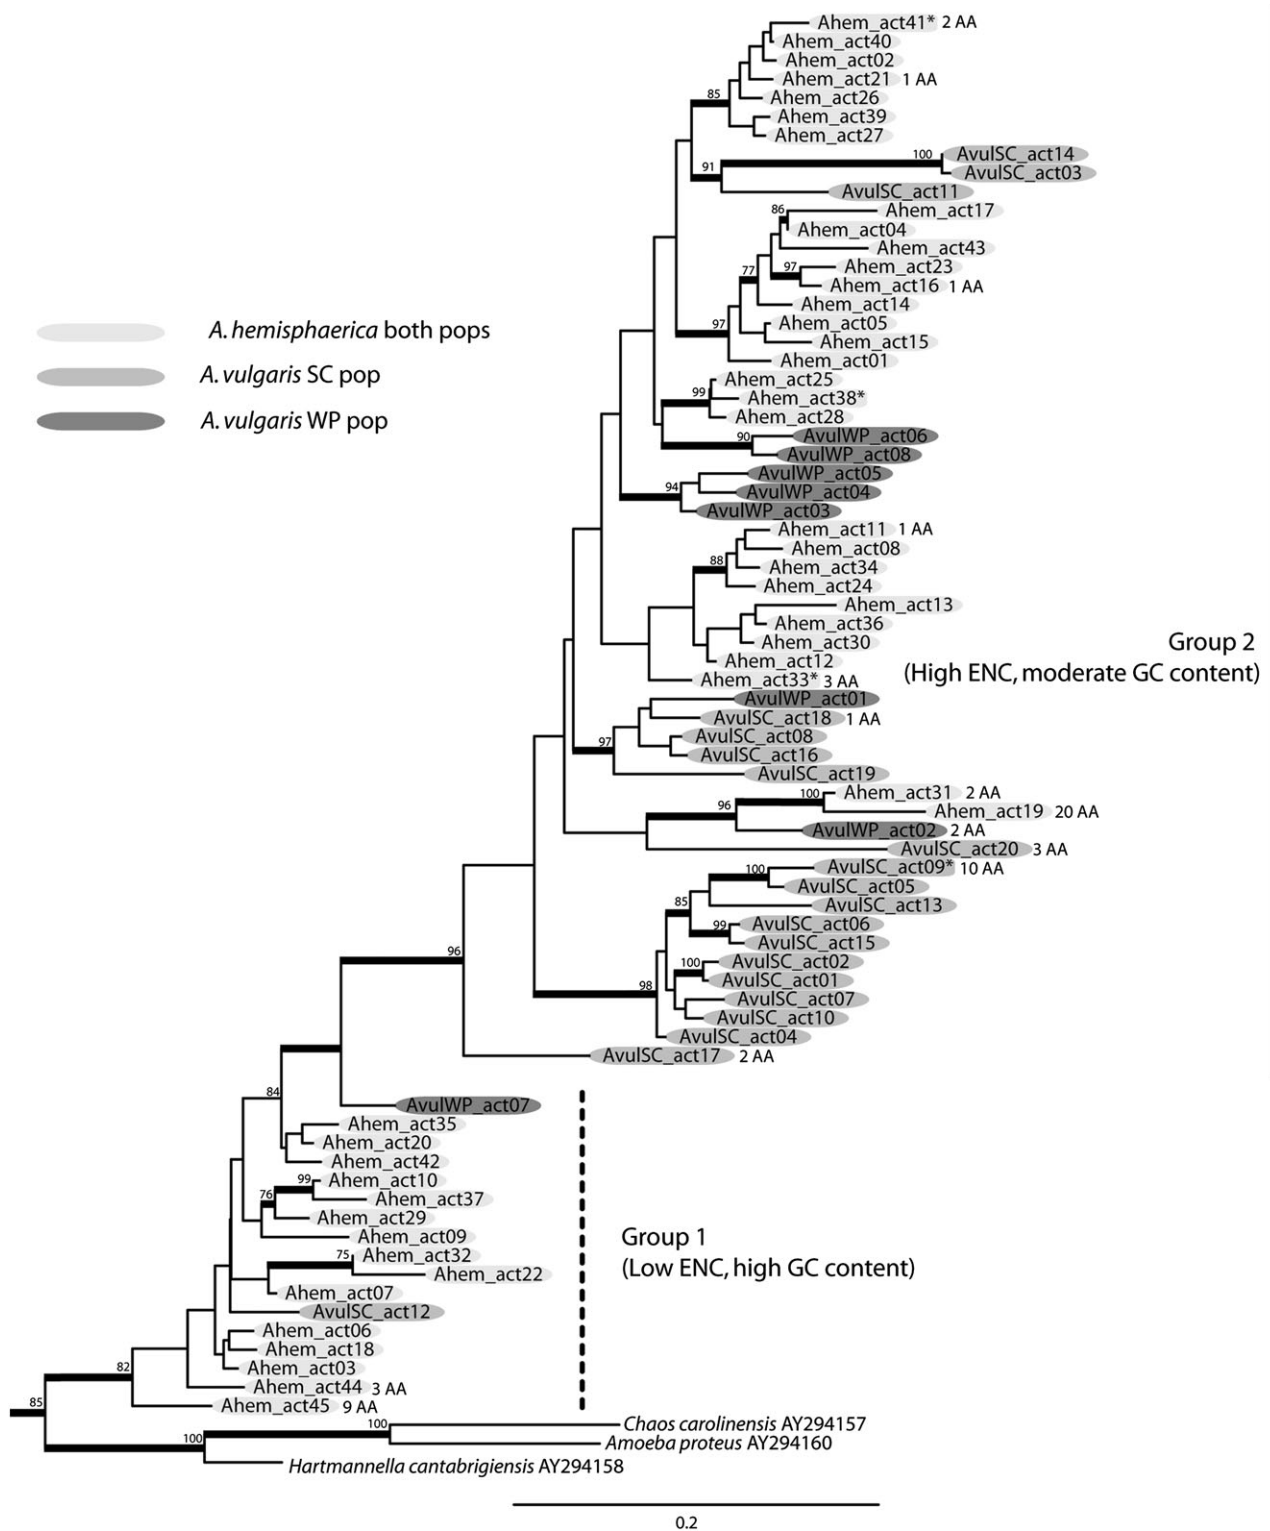 Ahem_act41* 2 AA
Ahem_act40
Ahem_act02
Ahem_act21 1 AA
85
Ahem_act26
Ahem_act39
Ahem_act27
100
AvulSC_act14
AvulSC_act03
91
AvulSC_act11
86
Ahem_act17
Ahem_act04
Ahem_act43
97
Ahem_act23
77
Ahem_act16 1 AA
Ahem_act14
97
Ahem_act05
Ahem_act15
Ahem_act01
A. hemisphaerica both pops
A. vulgaris SC pop
A. vulgaris WP pop
Ahem_act25
99
Ahem_act38*
Ahem_act28
90
AvulWP_act06
AvulWP_act08
AvulWP_act05
94
AvulWP_act04
AvulWP_act03
Ahem_act11 1 AA
Ahem_act08
88
Ahem_act34
Ahem_act24
Ahem_act13
Ahem_act36
Ahem_act30
Ahem_act12
Ahem_act33* 3 AA
Group 2
(High ENC, moderate GC content)
AvulWP_act01
AvulSC_act18 1 AA
AvulSC_act08
97
AvulSC_act16
AvulSC_act19
100
Ahem_act31 2 AA
96
Ahem_act19 20 AA
AvulWP_act02 2 AA
AvulSC_act20 3 AA
100
AvulSC_act09* 10 AA
AvulSC_act05
85
AvulSC_act13
99
AvulSC_act06
AvulSC_act15
96
100
AvulSC_act02
AvulSC_act01
98
AvulSC_act07
AvulSC_act10
AvulSC_act04
AvulSC_act17 2 AA
84
AvulWP_act07
Ahem_act35
Ahem_act20
Ahem_act42
99
Ahem_act10
76
Ahem_act37
Ahem_act29
Ahem_act09
75
Ahem_act32
Ahem_act22
Ahem_act07
AvulSC_act12
Group 1
(Low ENC, high GC content)
Ahem_act06
Ahem_act18
82
Ahem_act03
Ahem_act44 3 AA
85
Ahem_act45 9 AA
100
Chaos carolinensis AY294157
100
Amoeba proteus AY294160
Hartmannella cantabrigiensis AY294158
0.2